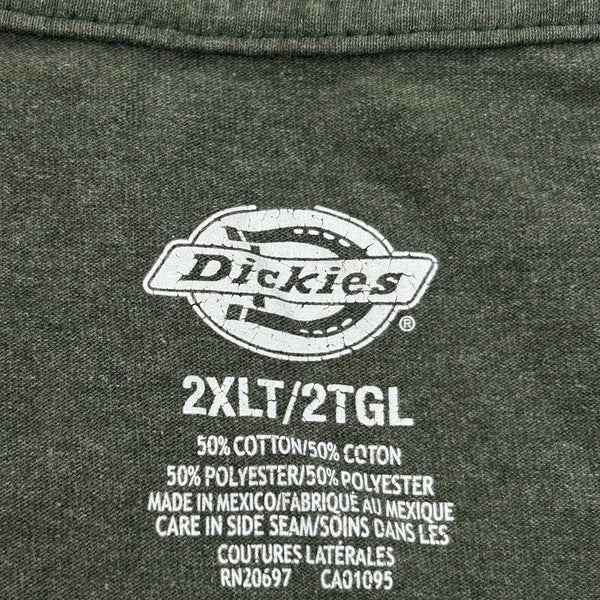 Dickies®
2XLT/2TGL
50% COTTON/50% COTON
50% POLYESTER/50% POLYESTER
MADE IN MEXICO/FABRIQUÉ AU MEXIQUE
CARE IN SIDE SEAM/SOINS DANS LES
COUTURES LATÉRALES
RN20697 CA01095